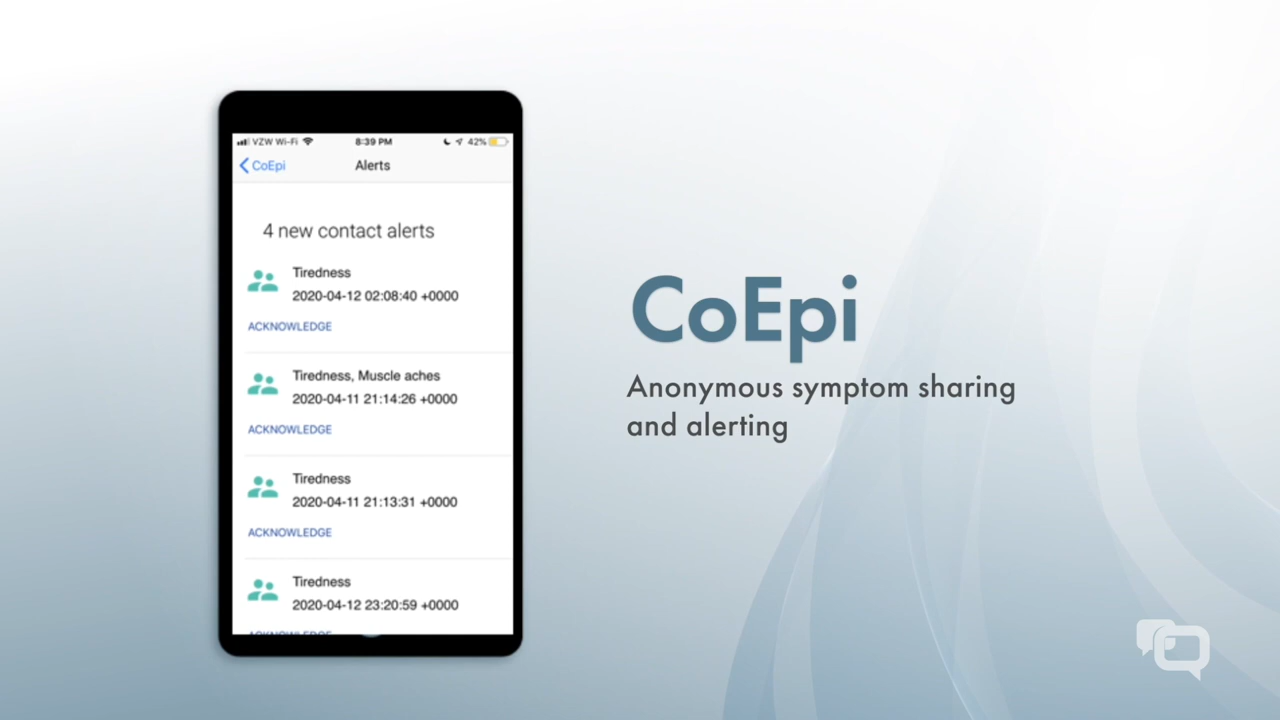 VZW Wi-Fi 8:39 PM 42%
CoEpi Alerts
4 new contact alerts
Tiredness
2020-04-12 02:08:40 +0000
ACKNOWLEDGE
Tiredness, Muscle aches
2020-04-11 21:14:26 +0000
ACKNOWLEDGE
Tiredness
2020-04-11 21:13:31 +0000
ACKNOWLEDGE
Tiredness
2020-04-12 23:20:59 +0000
ACKNOWLEDGE
CoEpi
Anonymous symptom sharing
and alerting